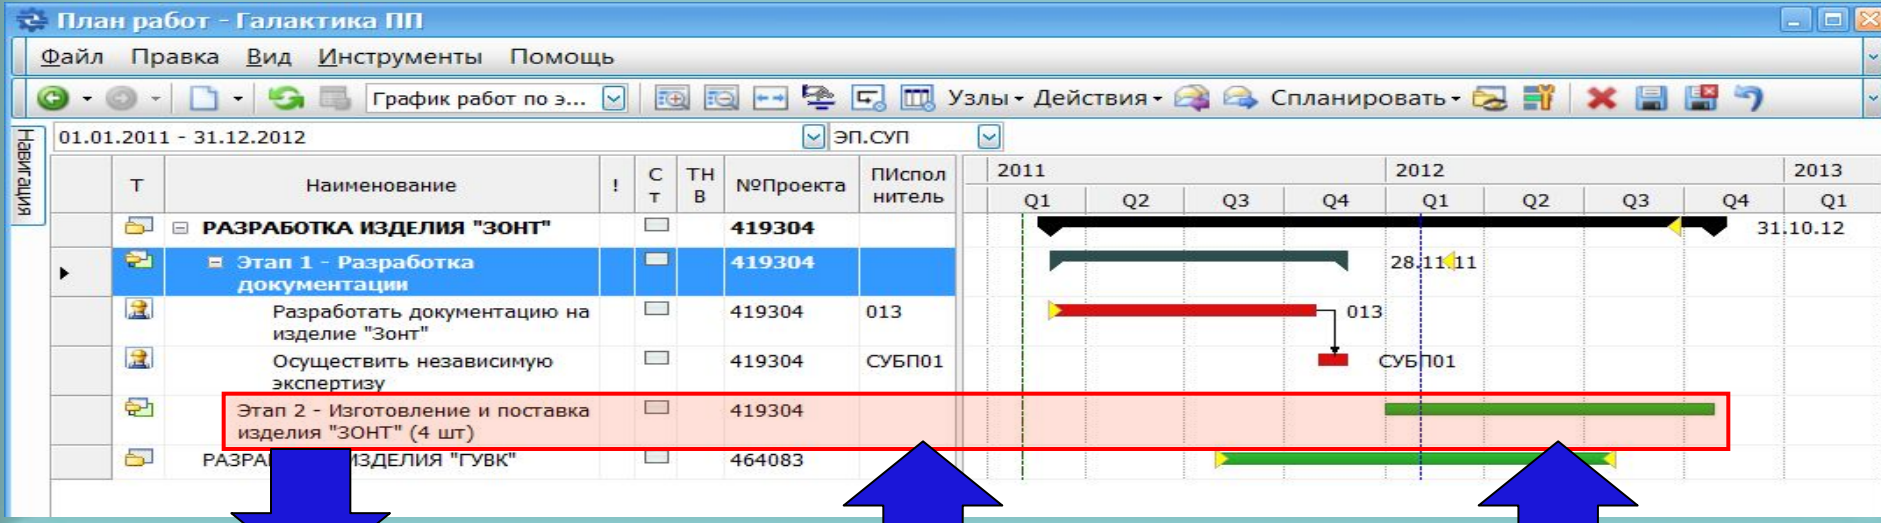 План работ - Галактика ПП
Файл Правка Вид Инструменты Помощь
График работ по э... Узлы Действия Спланировать
Навигация
01.01.2011 - 31.12.2012 ЭП.СУП
Т Наименование ! Ст ТНВ №Проекта ПИсполнитель 2011 2012 2013
Q1 Q2 Q3 Q4 Q1 Q2 Q3 Q4 Q1
РАЗРАБОТКА ИЗДЕЛИЯ "ЗОНТ" 419304 31.10.12
Этап 1 - Разработка 419304 28.11.11
документации
Разработать документацию на 419304 013 013
изделие "Зонт"
Осуществить независимую 419304 СУБП01 СУБП01
экспертизу
Этап 2 - Изготовление и поставка 419304
изделия "ЗОНТ" (4 шт)
"ГУВК" 464083